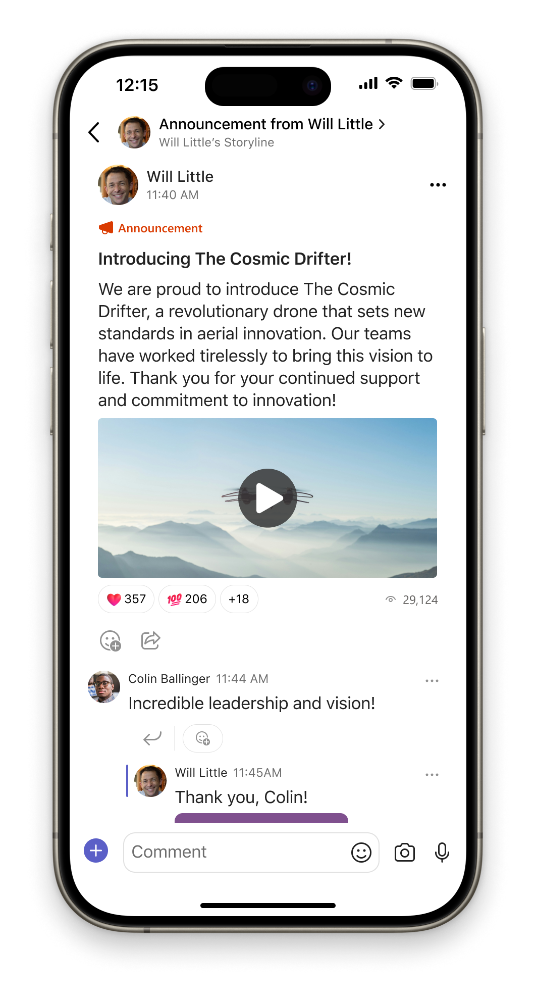 12:15
Announcement from Will Little
Will Little's Storyline
Will Little
11:40 AM
Announcement
Introducing The Cosmic Drifter!
We are proud to introduce The Cosmic
Drifter, a revolutionary drone that sets new
standards in aerial innovation. Our teams
have worked tirelessly to bring this vision to
life. Thank you for your continued support
and commitment to innovation!
❤️ 357 💯 206 +18 29,124
Colin Ballinger 11:44 AM
Incredible leadership and vision!
Will Little 11:45AM
Thank you, Colin!
Comment